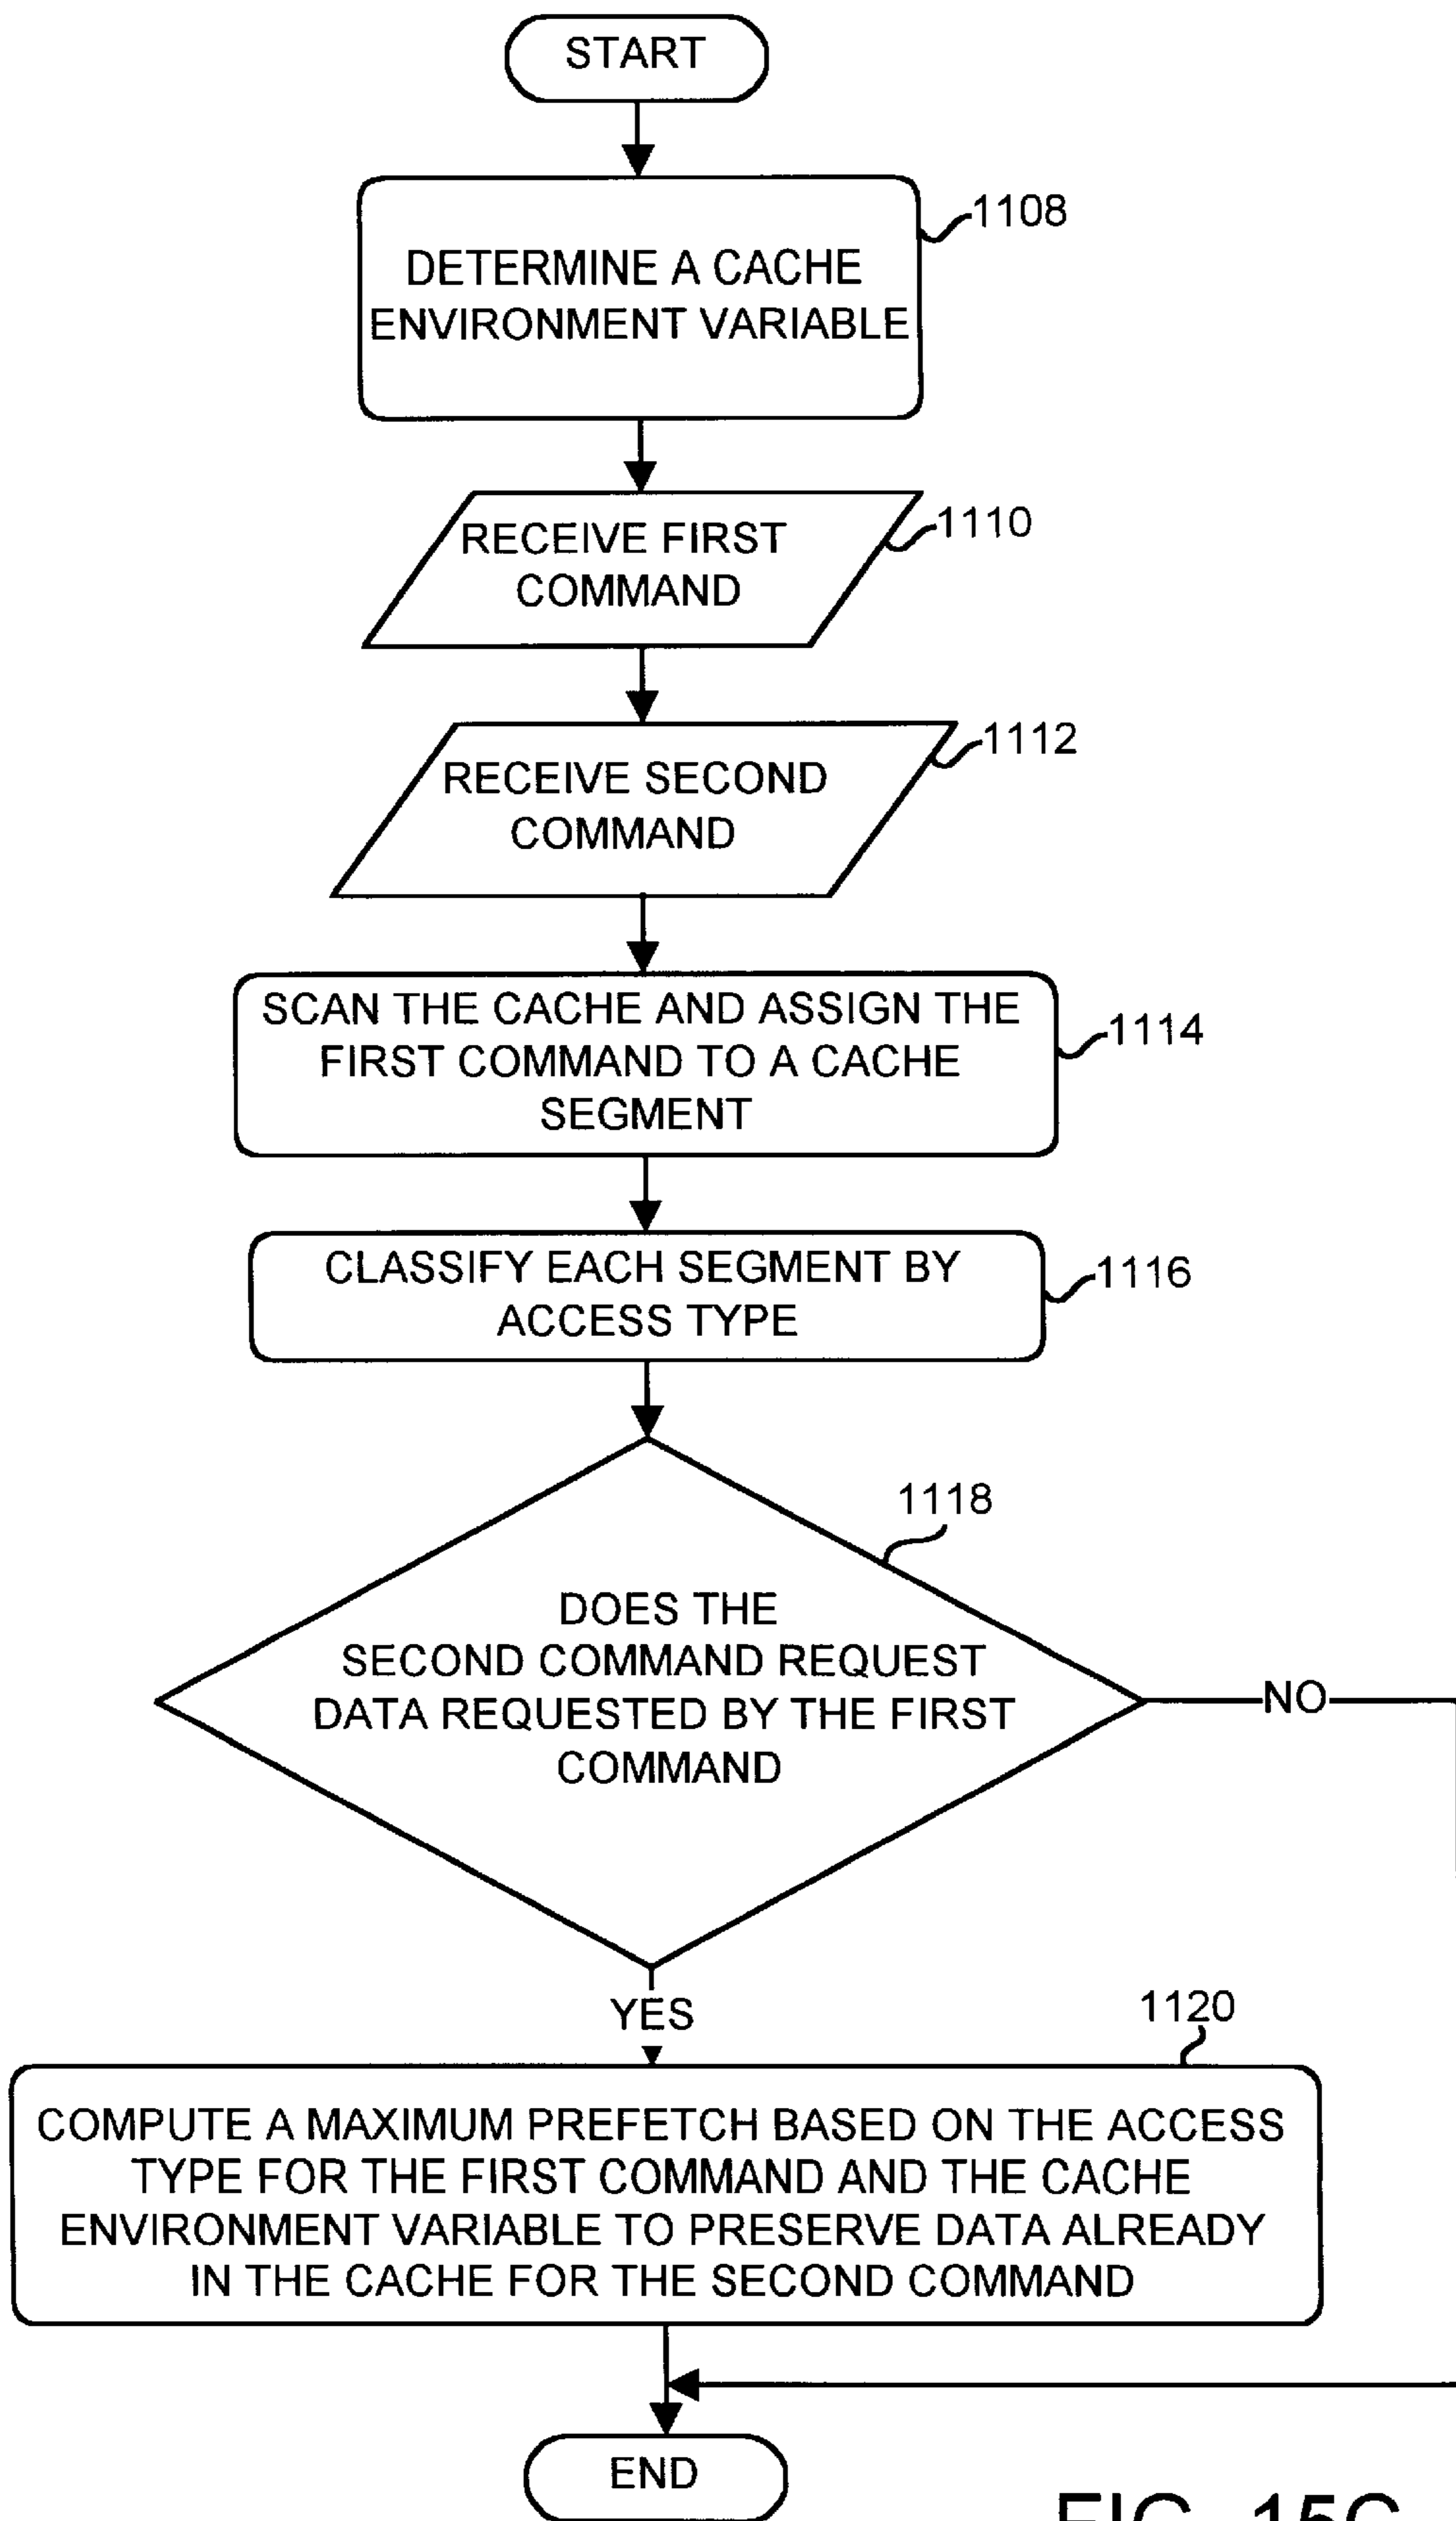 START
1108
DETERMINE A CACHE
ENVIRONMENT VARIABLE
1110
RECEIVE FIRST
COMMAND
1112
RECEIVE SECOND
COMMAND
SCAN THE CACHE AND ASSIGN THE
FIRST COMMAND TO A CACHE
SEGMENT
1114
CLASSIFY EACH SEGMENT BY
ACCESS TYPE
1116
1118
DOES THE
SECOND COMMAND REQUEST
DATA REQUESTED BY THE FIRST
COMMAND
NO
YES
1120
COMPUTE A MAXIMUM PREFETCH BASED ON THE ACCESS
TYPE FOR THE FIRST COMMAND AND THE CACHE
ENVIRONMENT VARIABLE TO PRESERVE DATA ALREADY
IN THE CACHE FOR THE SECOND COMMAND
END
FIG. 15C